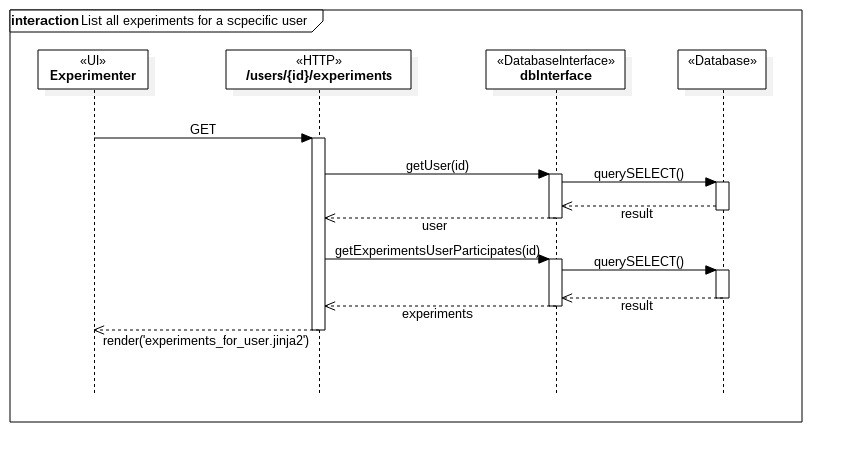 interaction List all experiments for a scpecific user
«UI»
Experimenter
«HTTP»
/users/{id}/experiments
«DatabaseInterface»
dbInterface
«Database»
GET
getUser(id)
querySELECT()
result
user
getExperimentsUserParticipates(id)
querySELECT()
result
experiments
render('experiments_for_user.jinja2')